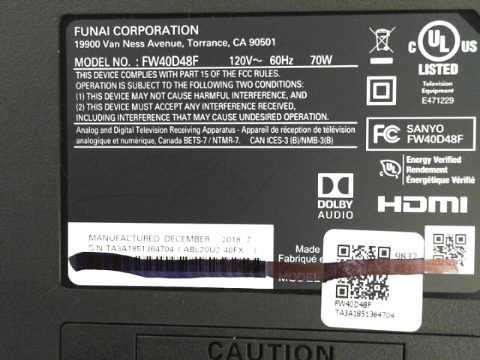 FUNAI CORPORATION
19900 Van Ness Avenue, Torrance, CA 90501
MODEL NO. : FW40D48F 120V~ 60Hz 70W
THIS DEVICE COMPLIES WITH PART 15 OF THE FCC RULES.
OPERATION IS SUBJECT TO THE FOLLOWING TWO CONDITIONS:
(1) THIS DEVICE MAY NOT CAUSE HARMFUL INTERFERENCE, AND
(2) THIS DEVICE MUST ACCEPT ANY INTERFERENCE RECEIVED,
INCLUDING INTERFERENCE THAT MAY CAUSE UNDESIRED OPERATION.
Analog and Digital Television Receiving Apparatus - Appareil de réception de télévision
analogique et numérique, Canada BETS-7 / NTMR-7. CAN ICES-3 (B)/NMB-3(B)
C UL US
LISTED
Television
Equipment
E471229
FC SANYO
FW40D48F
C UL Energy Verified
Rendement
Énergétique Vérifié
DOLBY
AUDIO
HDMI
MANUFACTURED DECEMBER 2018
S/N TA3A1851364704 ( ABL20U2 40FX )
Made
Fabriqué e
MODEL
9832
FW40D48F
TA3A1851364704
CAUTION